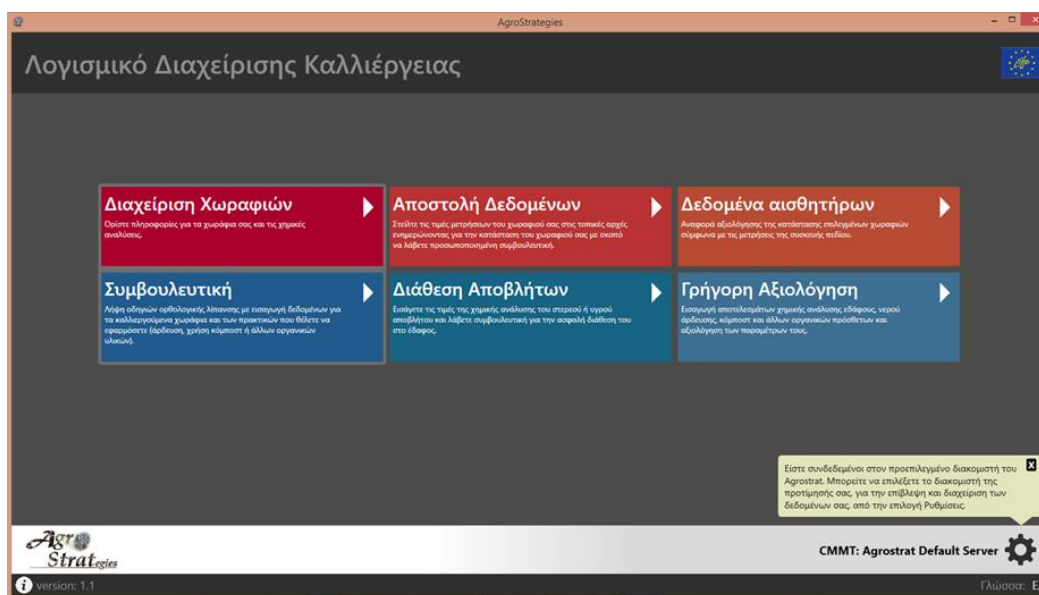 AgroStrategies
Λογισμικό Διαχείρισης Καλλιέργειας
life
Διαχείριση Χωραφιών
Ορίστε πληροφορίες για τα χωράφια σας και τις χημικές
αναλύσεις.
Αποστολή Δεδομένων
Στείλτε τις τιμές μετρήσεων του χωραφιού σας στις τοπικές αρχές
ενημερώνοντας για την κατάσταση του χωραφιού σας με σκοπό
να λάβετε προσωποποιημένη συμβουλευτική.
Δεδομένα αισθητήρων
Αναφορά αξιολόγησης της κατάστασης επιλεγμένων χωραφιών
σύμφωνα με τις μετρήσεις της συσκευής πεδίου.
Συμβουλευτική
Λήψη οδηγιών ορθολογικής λίπανσης με εισαγωγή δεδομένων για
τα καλλιεργούμενα χωράφια και των πρακτικών που θέλετε να
εφαρμόσετε (άρδευση, χρήση κόμποστ ή άλλων οργανικών
υλικών).
Διάθεση Αποβλήτων
Εισάγετε τις τιμές της χημικής ανάλυσης του στερεού ή υγρού
αποβλήτου και λάβετε συμβουλευτική για την ασφαλή διάθεση του
στο έδαφος.
Γρήγορη Αξιολόγηση
Εισαγωγή αποτελεσμάτων χημικής ανάλυσης εδάφους, νερού
άρδευσης, κόμποστ και άλλων οργανικών πρόσθετων και
αξιολόγηση των παραμέτρων τους.
Είστε συνδεδεμένοι στον προεπιλεγμένο διακομιστή του
Agrostrat. Μπορείτε να επιλέξετε το διακομιστή της
προτίμησής σας, για την επίβλεψη και διαχείριση των
δεδομένων σας, από την επιλογή Ρυθμίσεις.
X
Agro
Strategies
CMMT: Agrostrat Default Server
i version: 1.1
Γλώσσα: